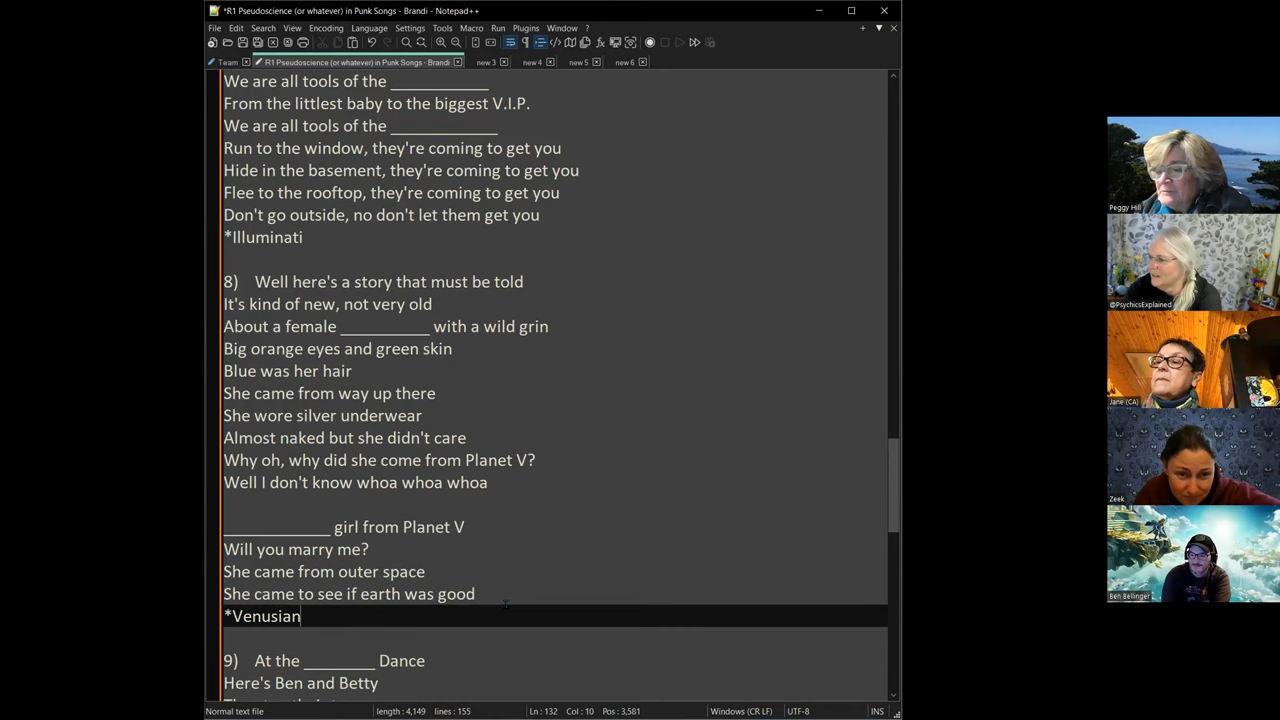 *R1 Pseudoscience (or whatever) in Punk Songs - Brandi - Notepad++
File Edit Search View Encoding Language Settings Tools Macro Run Plugins Window ?
Team R1 Pseudoscience (or whatever) in Punk Songs - Brandi new 3 new 4 new 5 new 6
We are all tools of the ____________
From the littlest baby to the biggest V.I.P.
We are all tools of the _____________
Run to the window, they're coming to get you
Hide in the basement, they're coming to get you
Flee to the rooftop, they're coming to get you
Don't go outside, no don't let them get you
*Illuminati
8) Well here's a story that must be told
It's kind of new, not very old
About a female __________ with a wild grin
Big orange eyes and green skin
Blue was her hair
She came from way up there
She wore silver underwear
Almost naked but she didn't care
Why oh, why did she come from Planet V?
Well I don't know whoa whoa whoa
____________ girl from Planet V
Will you marry me?
She came from outer space
She came to see if earth was good
*Venusian
9) At the ________ Dance
Here's Ben and Betty
Normal text file length : 4,149 lines : 155 Ln : 132 Col : 10 Pos : 3,581 Windows (CR LF) UTF-8 INS
Peggy Hill
@PsychicsExplained
Jane (CA)
Zeek
Ben Bellinger